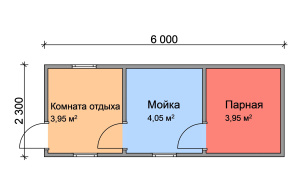 6 000
2 300
Комната отдыха
3,95 м²
Мойка
4,05 м²
Парная
3,95 м²